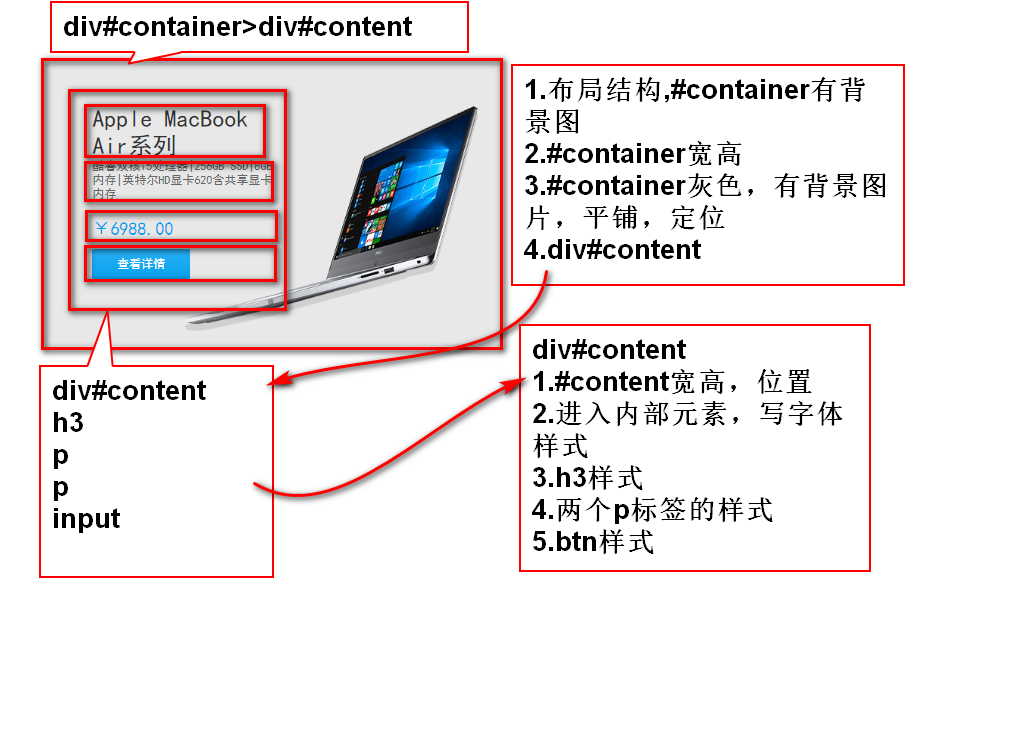 div#container>div#content
Apple MacBook
Air系列
酷睿双核i5处理器|256GB SSD|8GB
内存|英特尔HD显卡620含共享显卡
内存
￥6988.00
查看详情
1.布局结构,#container有背
景图
2.#container宽高
3.#container灰色，有背景图
片，平铺，定位
4.div#content
div#content
h3
p
p
input
div#content
1.#content宽高，位置
2.进入内部元素，写字体
样式
3.h3样式
4.两个p标签的样式
5.btn样式